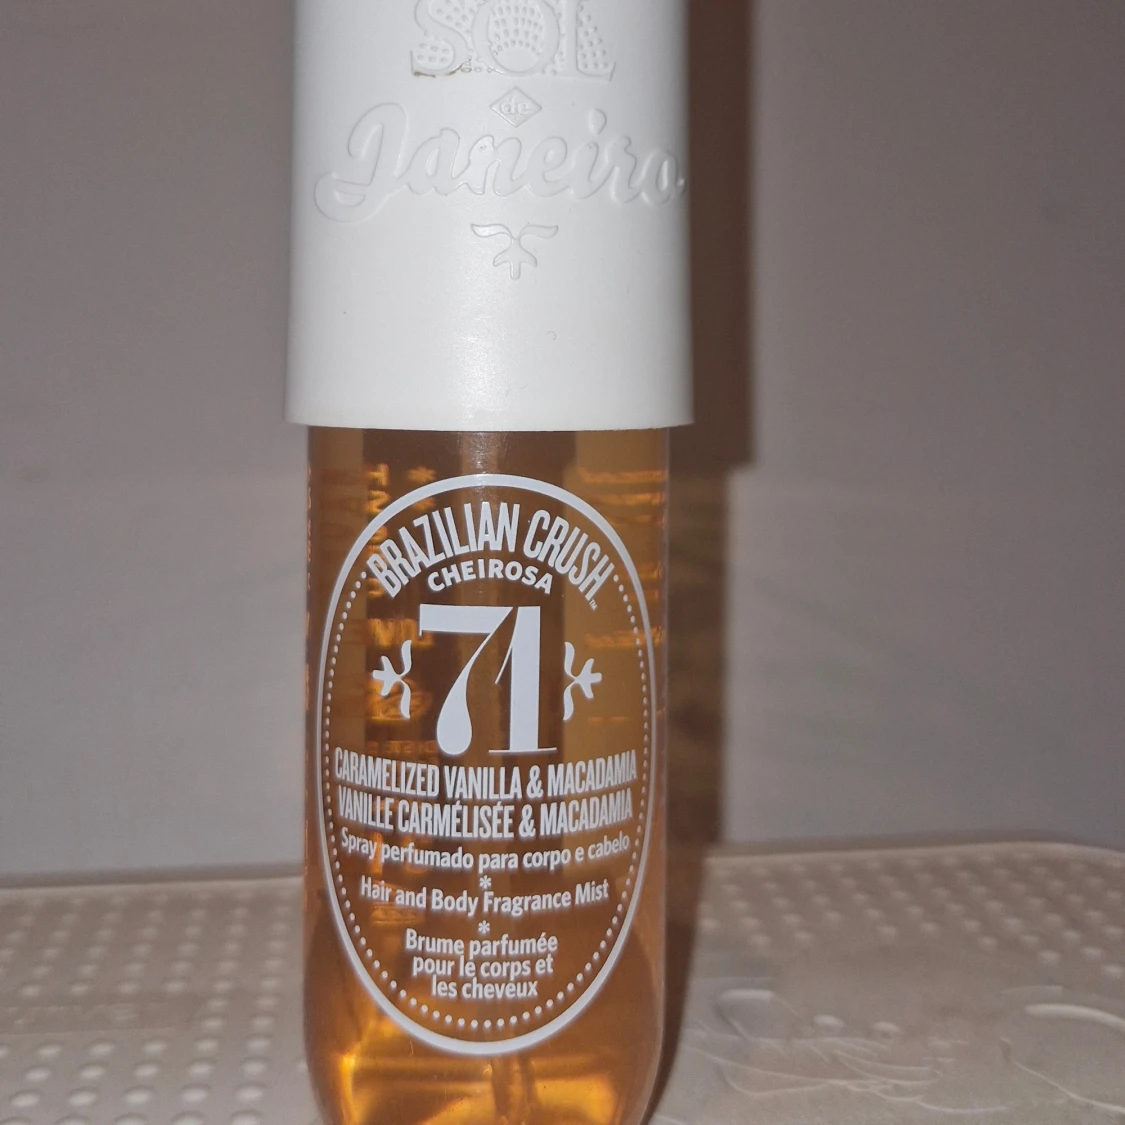 SOL
de
Janeiro
BRAZILIAN CRUSH™
CHEIROSA
71
CARAMELIZED VANILLA & MACADAMIA
VANILLE CARMÉLISÉE & MACADAMIA
Spray perfumado para corpo e cabelo
*
Hair and Body Fragrance Mist
*
Brume parfumée
pour le corps et
les cheveux